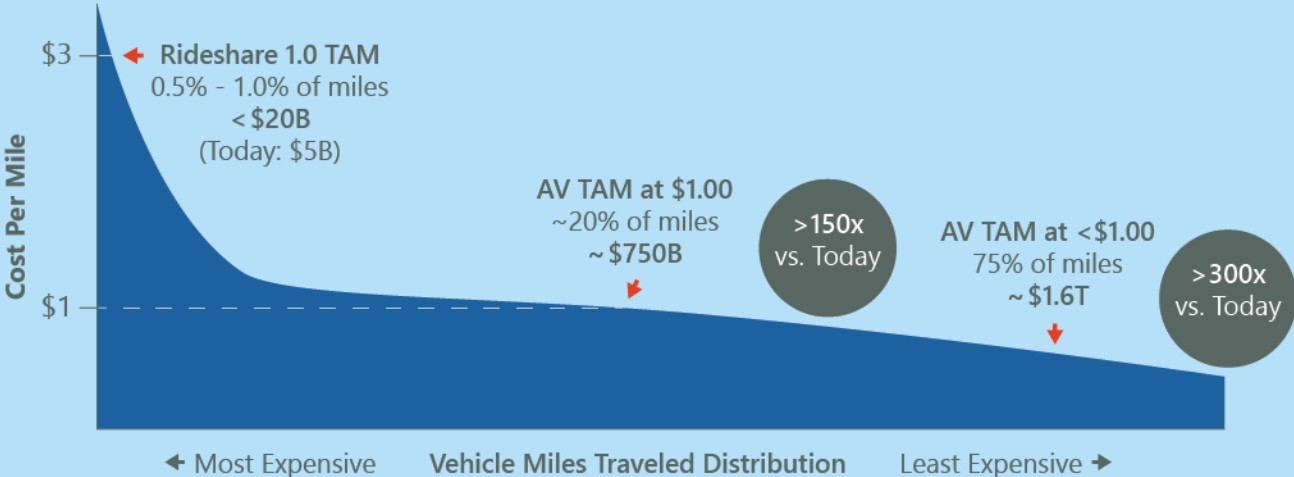 $3
Rideshare 1.0 TAM
0.5% - 1.0% of miles
< $20B
(Today: $5B)
Cost Per Mile
AV TAM at $1.00
~20% of miles
~ $750B
>150x
vs. Today
AV TAM at <$1.00
75% of miles
~ $1.6T
>300x
vs. Today
$1
Most Expensive
Vehicle Miles Traveled Distribution
Least Expensive